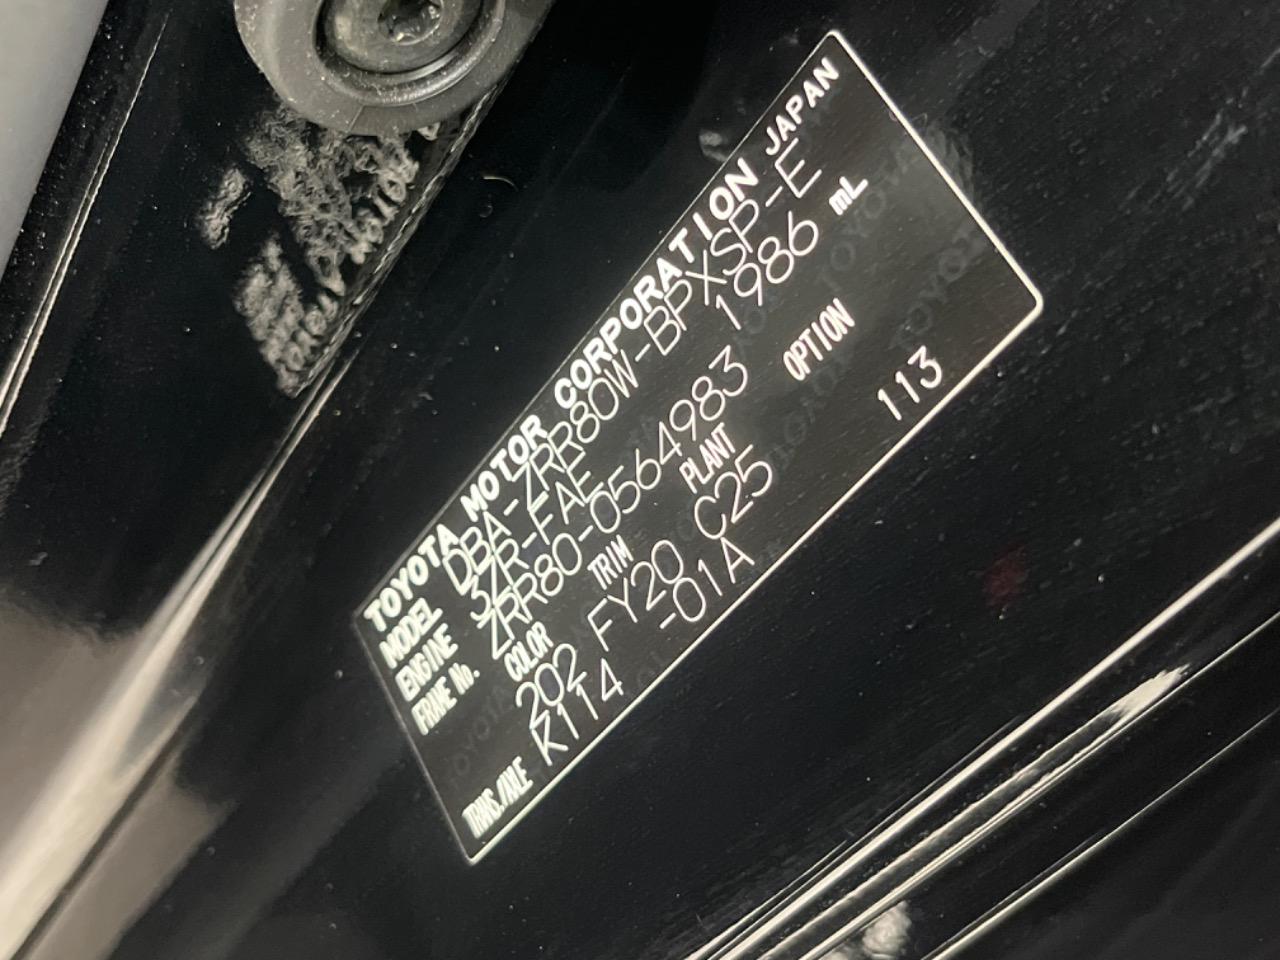 TOYOTA MOTOR CORPORATION JAPAN
MODEL DBA-ZRR80W-BPXSP-E
ENGINE 3ZR-FAE 1986 mL
FRAME No. ZRR80-0564983
COLOR TRIM PLANT OPTION
202 FY20 C25 113
TRANS./AXLE K114 -01A